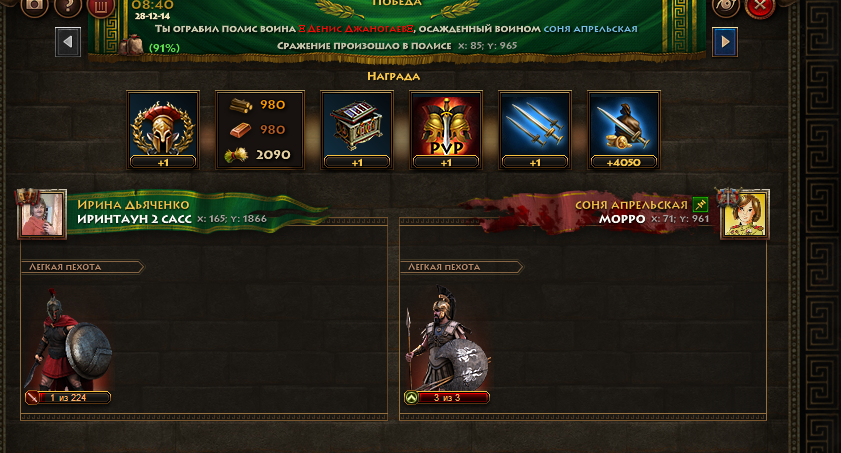 08:40
ПОБЕДА
28-12-14
ТЫ ОГРАБИЛ ПОЛИС ВОИНА 8 ДЕНИС ДЖАНОГАЕВ8, ОСАЖДЕННЫЙ ВОИНОМ СОНЯ АПРЕЛЬСКАЯ
(91%)
СРАЖЕНИЕ ПРОИЗОШЛО В ПОЛИСЕ X: 85; Y: 965
НАГРАДА
980
980
2090
PVP
+1
+1
+1
+1
+4050
ИРИНА ДЬЯЧЕНКО
ИРИНТАУН 2 САСС X: 165; Y: 1866
СОНЯ АПРЕЛЬСКАЯ
МОРРО X: 71; Y: 961
ЛЕГКАЯ ПЕХОТА
ЛЕГКАЯ ПЕХОТА
1 из 224
3 из 3